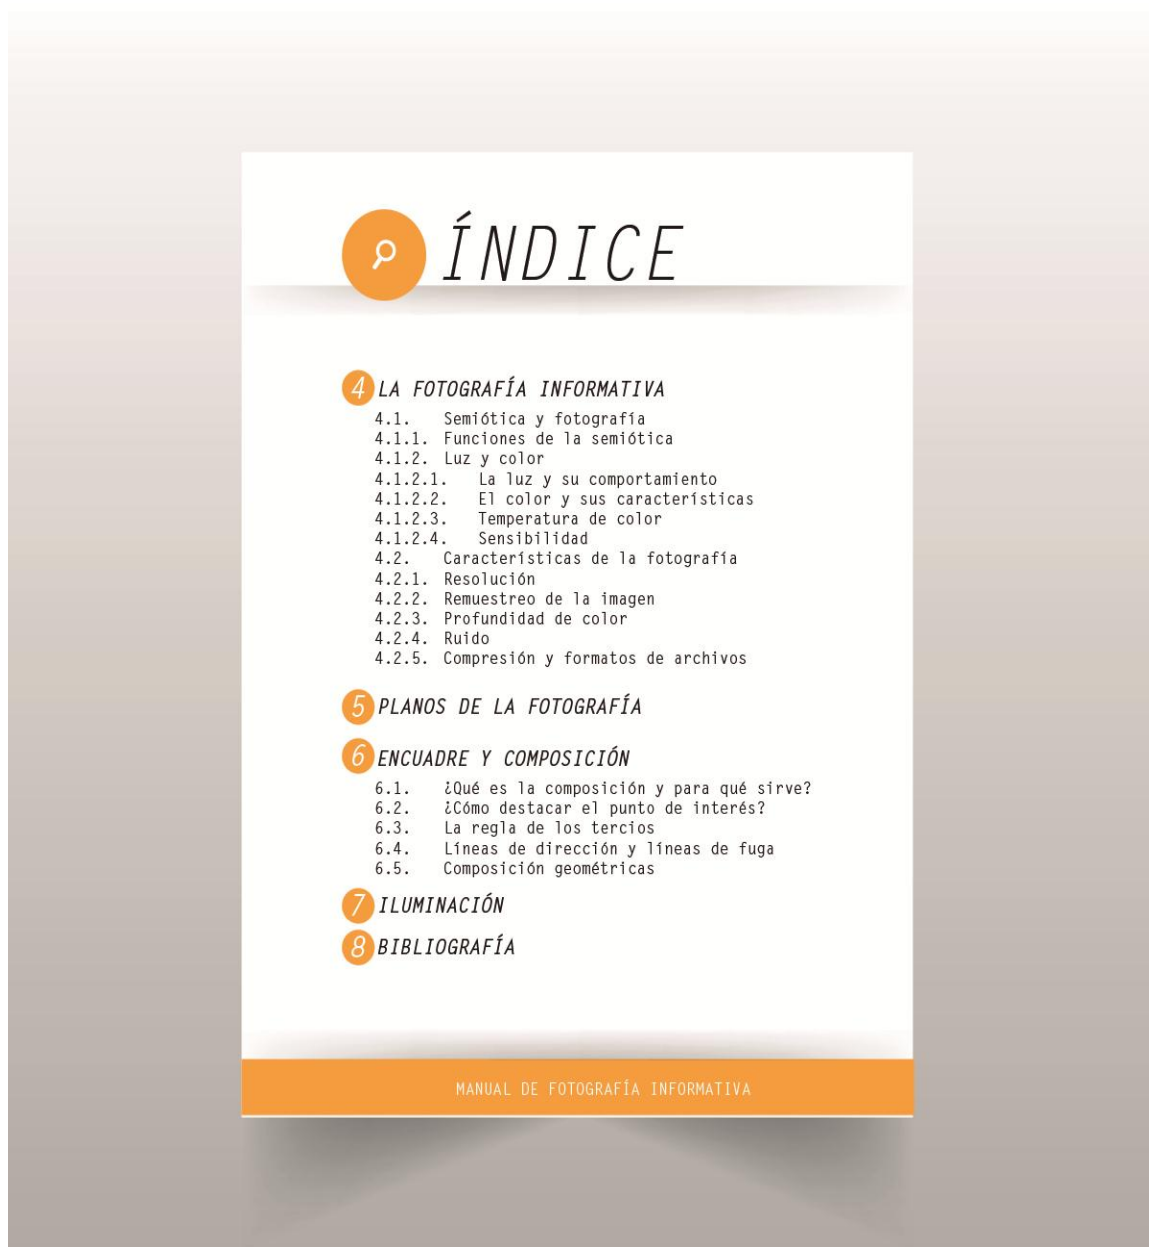 ÍNDICE
4 LA FOTOGRAFÍA INFORMATIVA
4.1. Semiótica y fotografía
4.1.1. Funciones de la semiótica
4.1.2. Luz y color
4.1.2.1. La luz y su comportamiento
4.1.2.2. El color y sus características
4.1.2.3. Temperatura de color
4.1.2.4. Sensibilidad
4.2. Características de la fotografía
4.2.1. Resolución
4.2.2. Remuestreo de la imagen
4.2.3. Profundidad de color
4.2.4. Ruido
4.2.5. Compresión y formatos de archivos
5 PLANOS DE LA FOTOGRAFÍA
6 ENCUADRE Y COMPOSICIÓN
6.1. ¿Qué es la composición y para qué sirve?
6.2. ¿Cómo destacar el punto de interés?
6.3. La regla de los tercios
6.4. Líneas de dirección y líneas de fuga
6.5. Composición geométricas
7 ILUMINACIÓN
8 BIBLIOGRAFÍA
MANUAL DE FOTOGRAFÍA INFORMATIVA